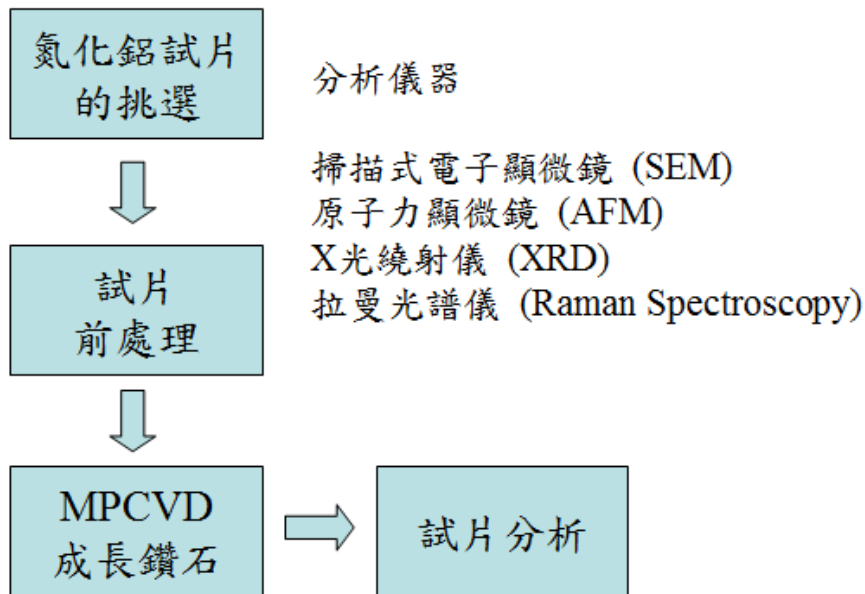 氮化鋁試片
的挑選
分析儀器
掃描式電子顯微鏡 (SEM)
原子力顯微鏡 (AFM)
X光繞射儀 (XRD)
拉曼光譜儀 (Raman Spectroscopy)
試片
前處理
MPCVD
成長鑽石
試片分析